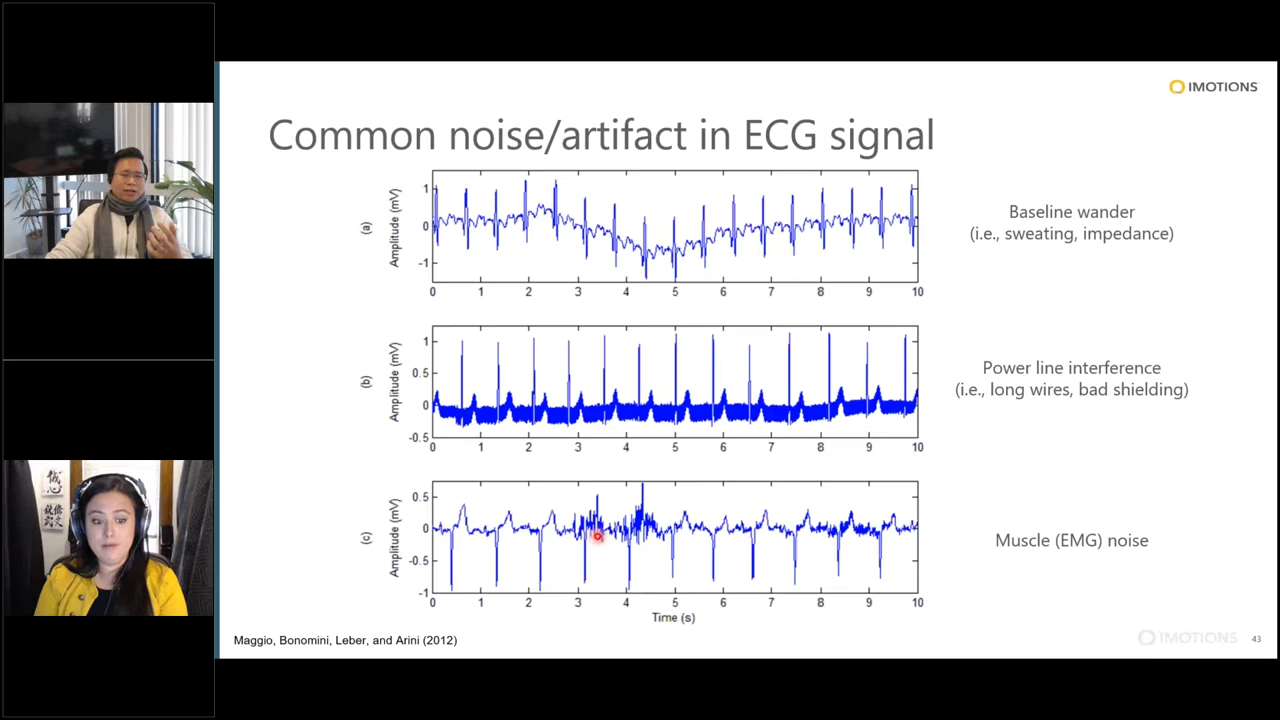 IMOTIONS
Common noise/artifact in ECG signal
(a)
Amplitude (mV)
1
0
-1
0 1 2 3 4 5 6 7 8 9 10
Baseline wander
(i.e., sweating, impedance)
(b)
Amplitude (mV)
1
0.5
0
-0.5
0 1 2 3 4 5 6 7 8 9 10
Power line interference
(i.e., long wires, bad shielding)
(c)
Amplitude (mV)
0.5
0
-0.5
-1
0 1 2 3 4 5 6 7 8 9 10
Time (s)
Muscle (EMG) noise
Maggio, Bonomini, Leber, and Arini (2012)
IMOTIONS
43